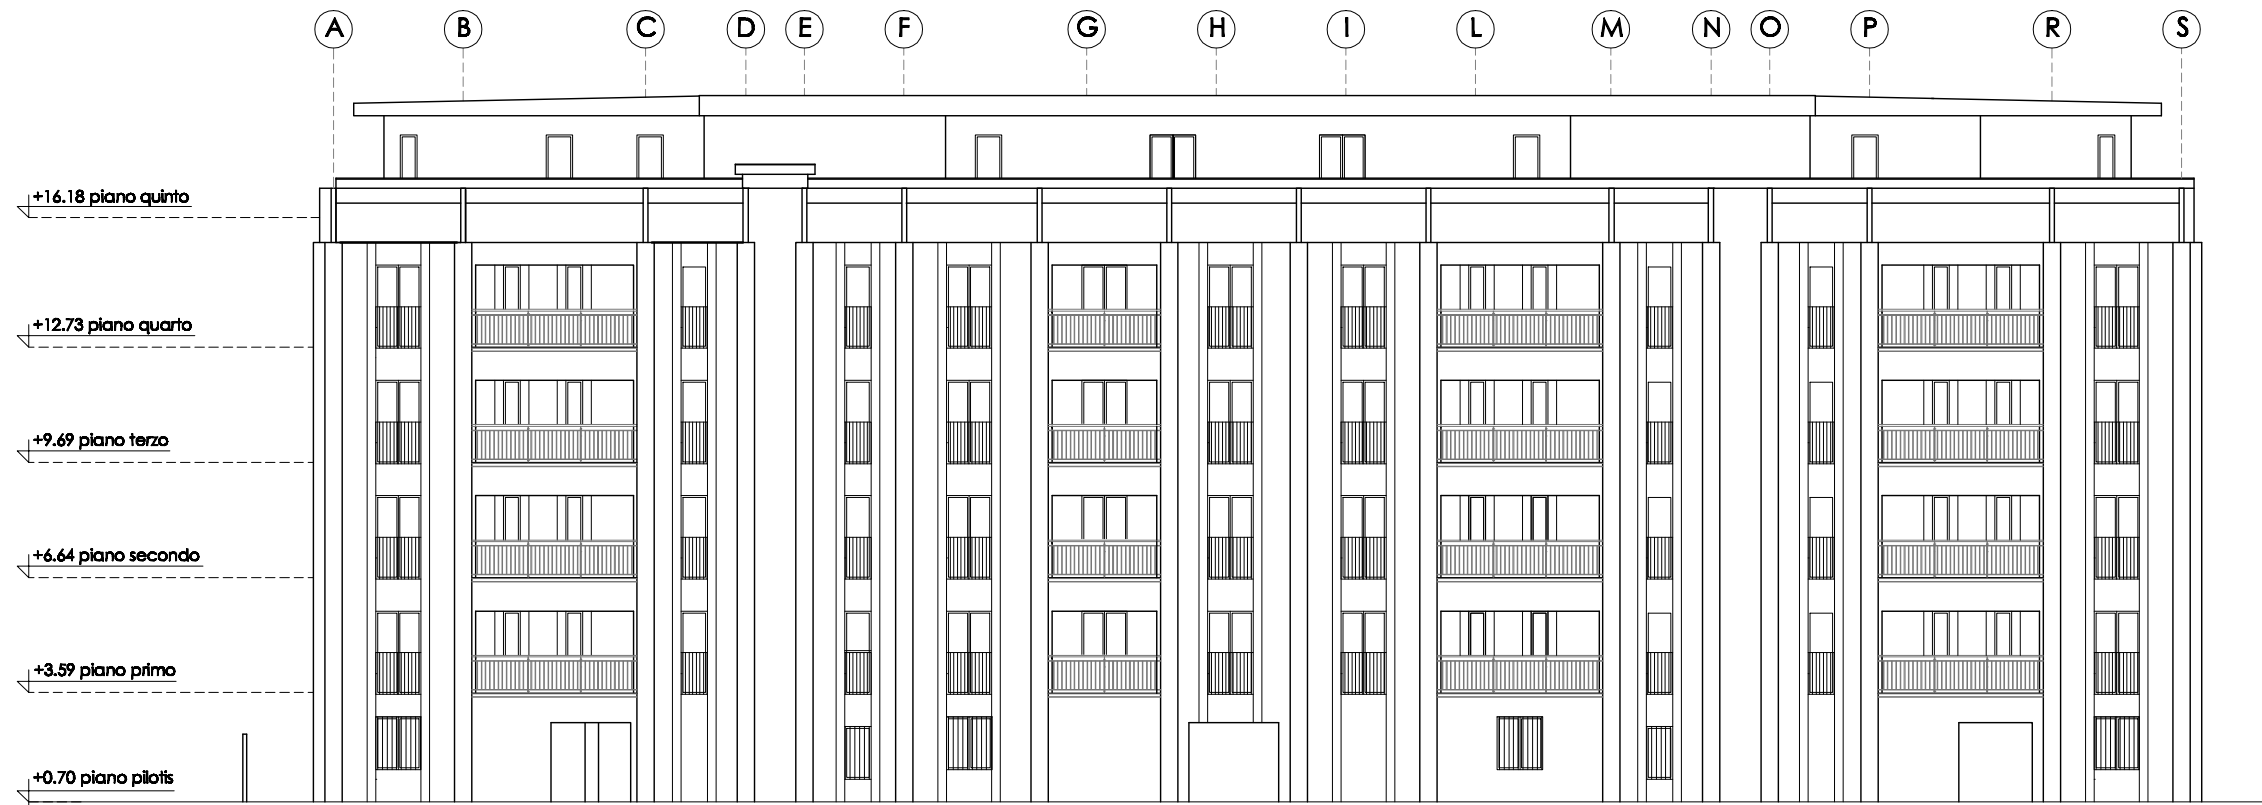 A B C D E F G H I L M N O P R S
+16.18 piano quinto
+12.73 piano quarto
+9.69 piano terzo
+6.64 piano secondo
+3.59 piano primo
+0.70 piano pilotis